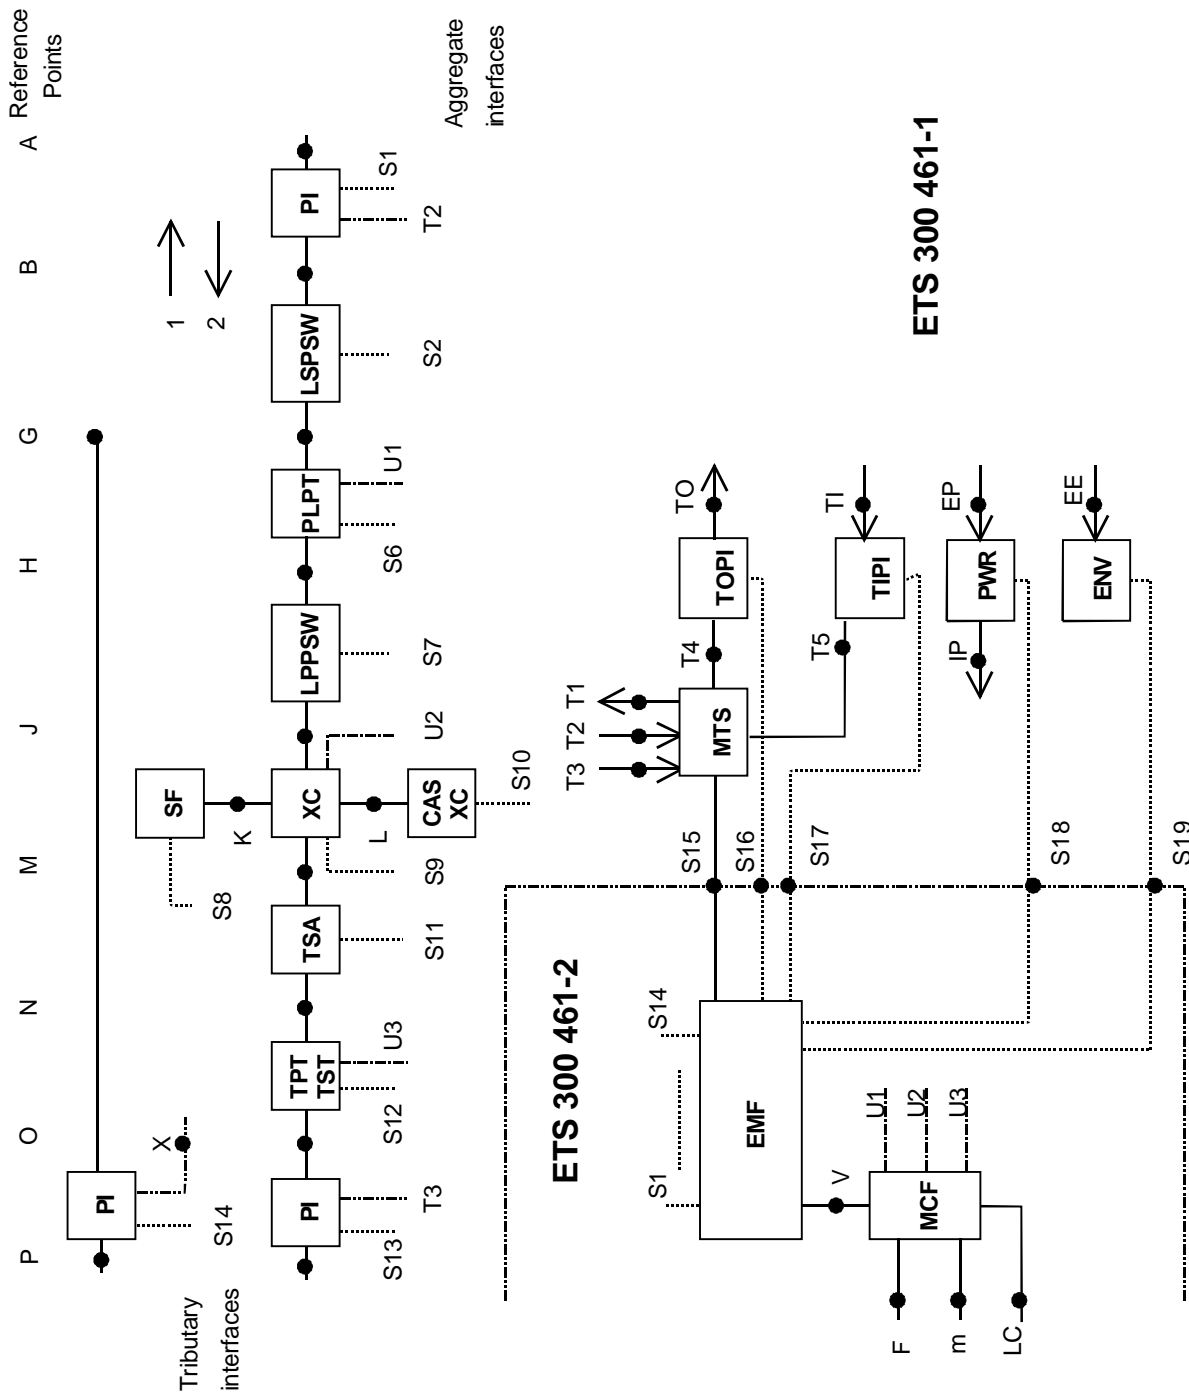 Reference
Points
P O N M J H G B A
PI
X
S14
1
2
SF
S8
K
Tributary
interfaces
PI
TPT
TST
TSA
XC
LPPSW
PLPT
LSPSW
PI
S13
T3
S12
U3
S11
S9
L
U2
S7
S6
U1
S2
T2
S1
CAS
XC
S10
Aggregate
interfaces
ETS 300 461-2
S1
S14
EMF
V
MCF
U1
U2
U3
F
m
LC
S15
S16
S17
S18
S19
T3
T2
T1
MTS
T4
TOPI
TO
T5
TIPI
TI
IP
PWR
EP
ENV
EE
ETS 300 461-1